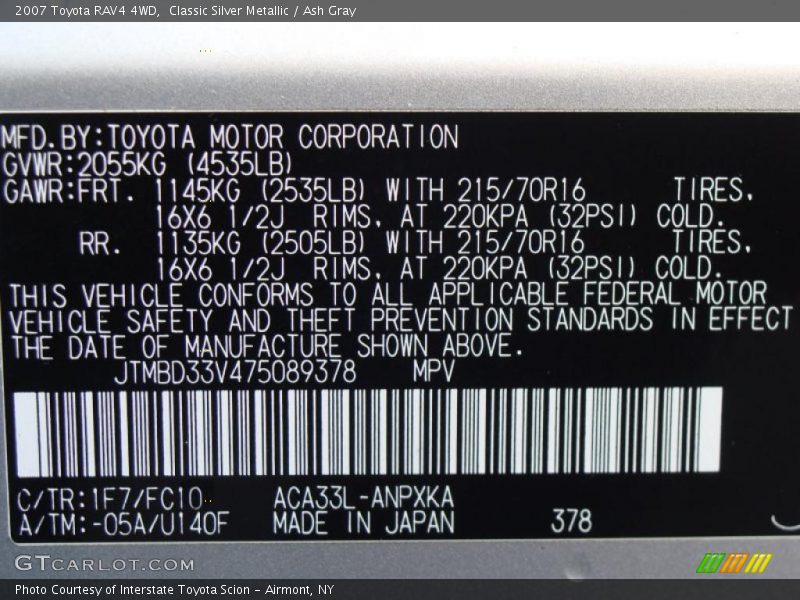 2007 Toyota RAV4 4WD,  Classic Silver Metallic / Ash Gray
MFD.BY:TOYOTA MOTOR CORPORATION
GVWR:2055KG (4535LB)
GAWR:FRT. 1145KG (2535LB) WITH 215/70R16 TIRES,
16X6 1/2J RIMS, AT 220KPA (32PSI) COLD.
RR. 1135KG (2505LB) WITH 215/70R16 TIRES,
16X6 1/2J RIMS, AT 220KPA (32PSI) COLD.
THIS VEHICLE CONFORMS TO ALL APPLICABLE FEDERAL MOTOR
VEHICLE SAFETY AND THEFT PREVENTION STANDARDS IN EFFECT
THE DATE OF MANUFACTURE SHOWN ABOVE.
JTMBD33V475089378 MPV
C/TR:1F7/FC10 ACA33L-ANPXKA
A/TM:-05A/U140F MADE IN JAPAN 378
GTCARLOT.COM
Photo Courtesy of Interstate Toyota Scion - Airmont, NY